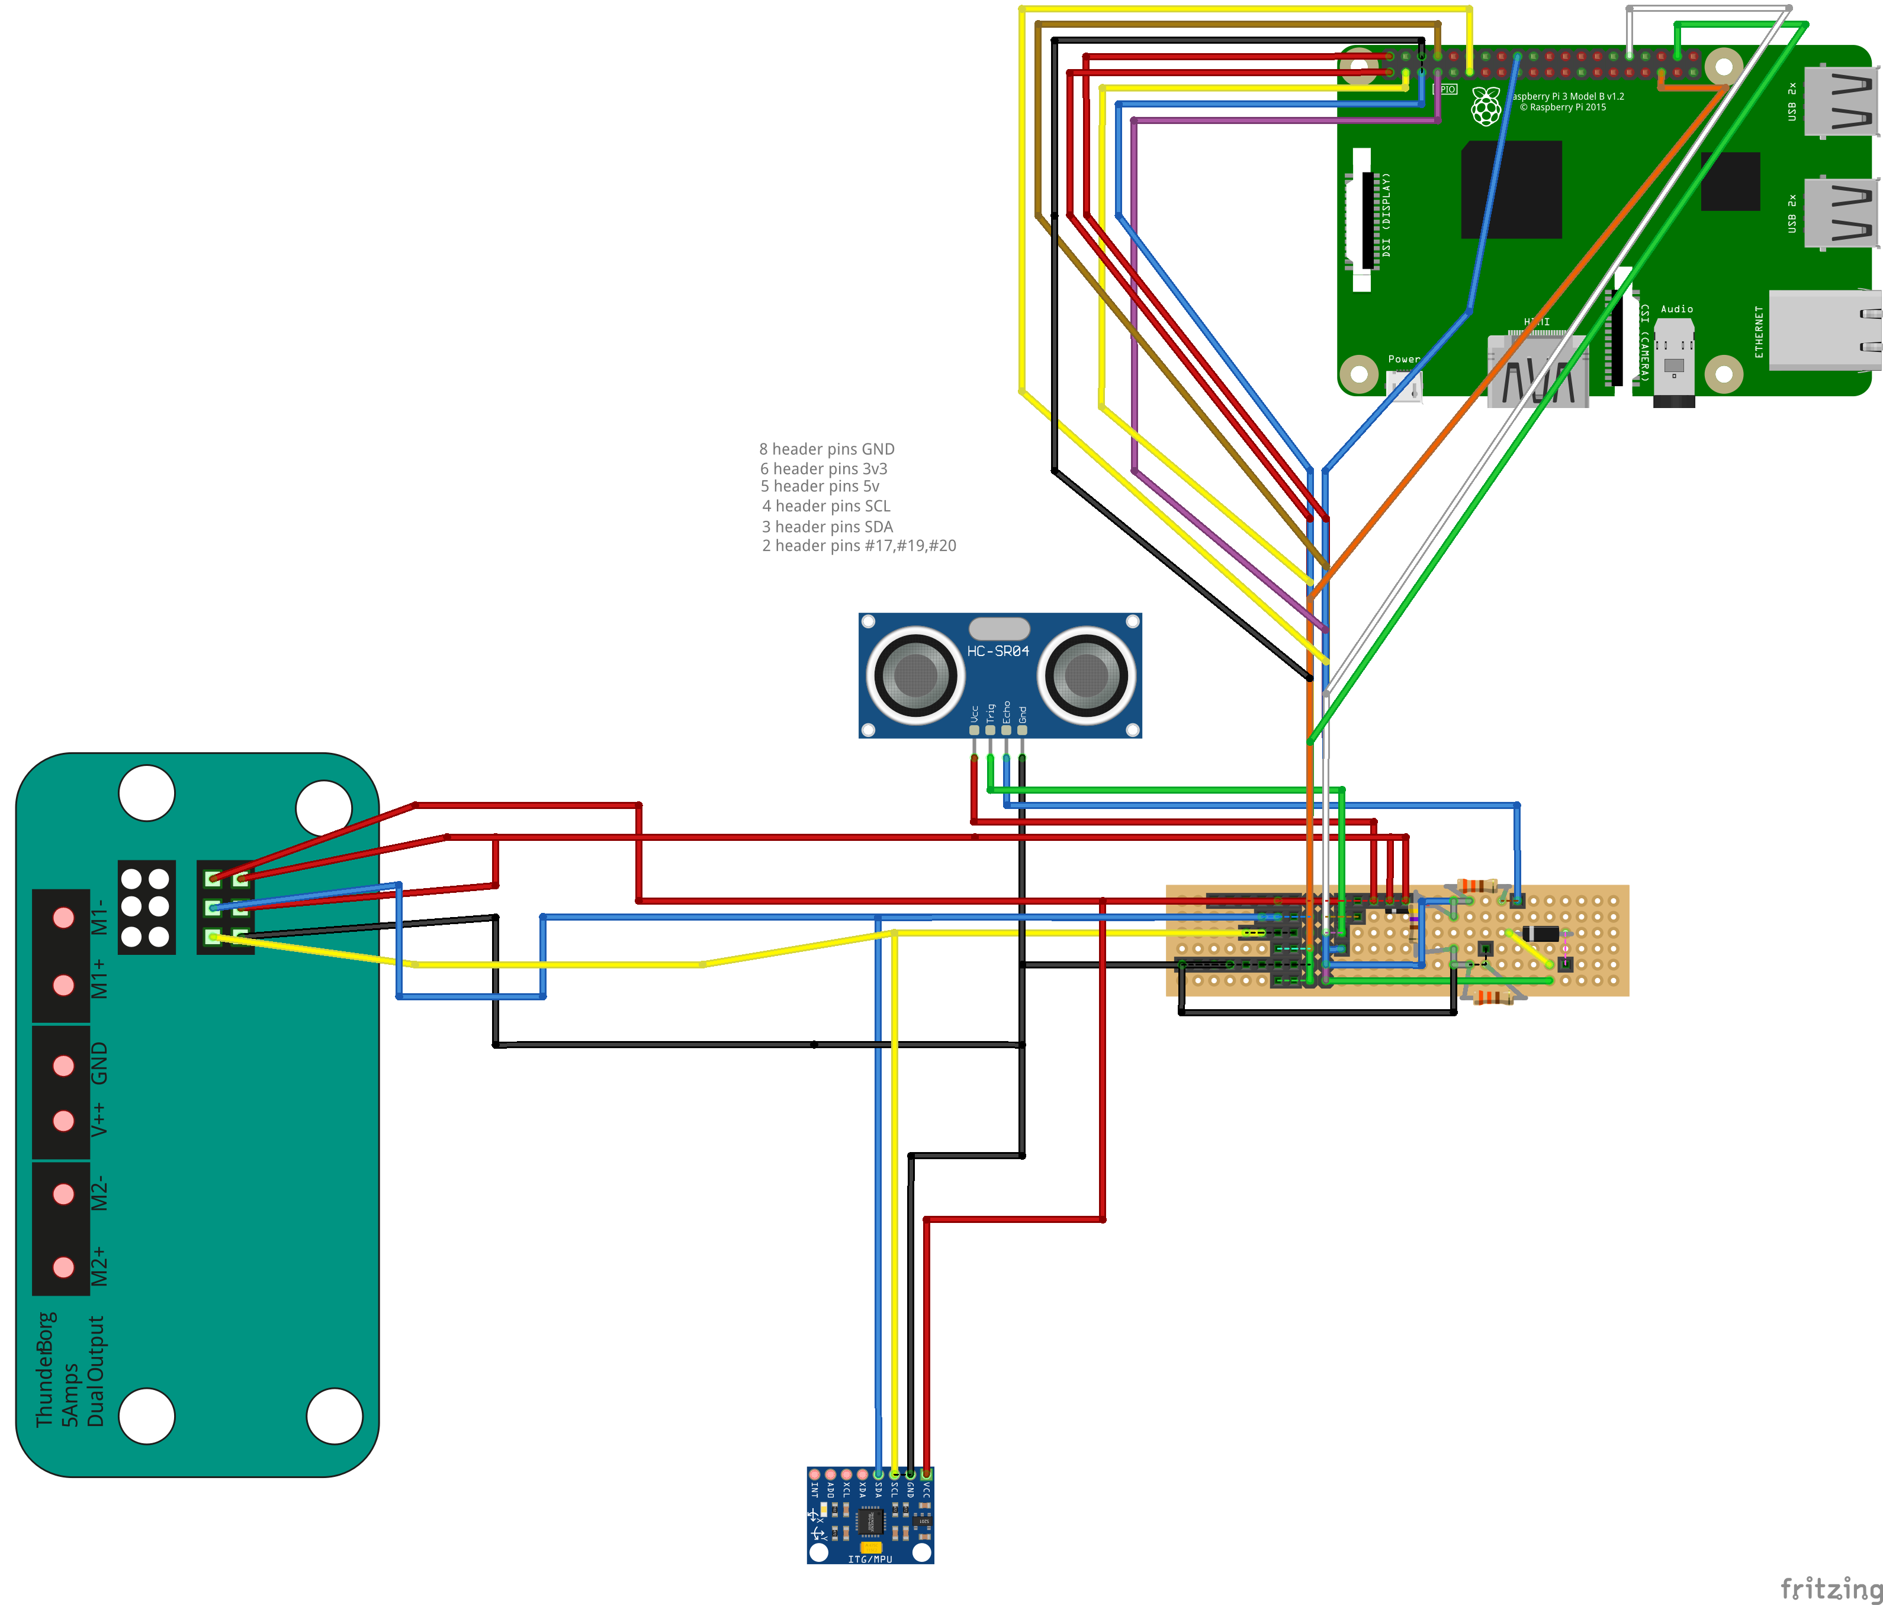 GPIO
Raspberry Pi 3 Model B v1.2
© Raspberry Pi 2015
USB 2x
USB 2x
DSI (DISPLAY)
HDMI
CSI (CAMERA)
Audio
ETHERNET
Power
8 header pins GND
6 header pins 3v3
5 header pins 5v
4 header pins SCL
3 header pins SDA
2 header pins #17,#19,#20
HC-SR04
Vcc
Trig
Echo
Gnd
M1-
M1+
GND
V++
M2-
M2+
ThunderBorg
5Amps
Dual Output
INT
AD0
XCL
XDA
SDA
SCL
GND
VCC
X
Y
ITG/MPU
fritzing